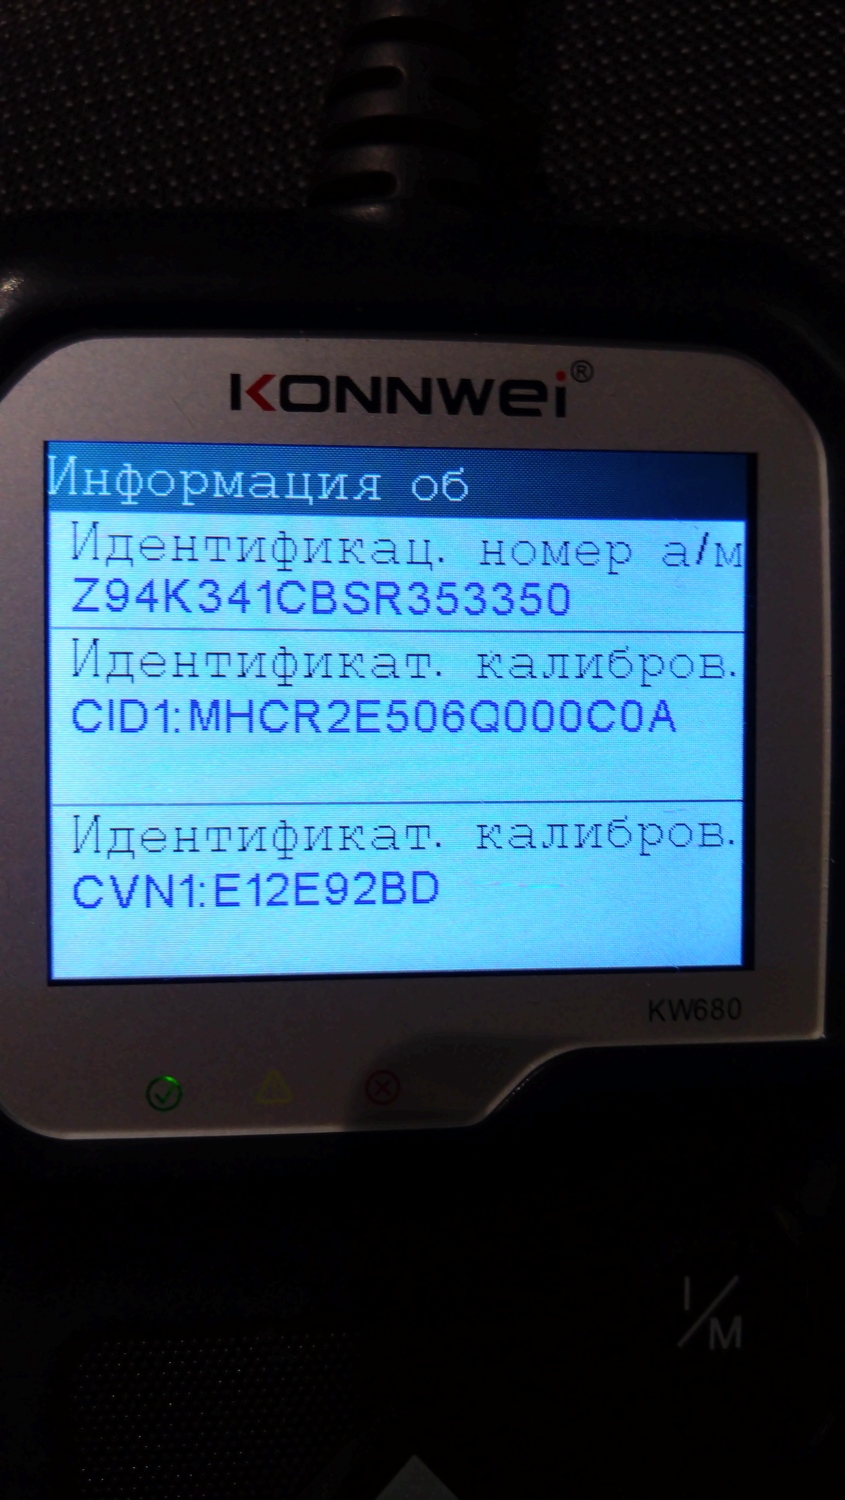 KONNWEI®
Информация об
Идентификац. номер а/м
Z94K341CBSR353350
Идентификат. калибров.
CID1:MHCR2E506Q000C0A
Идентификат. калибров.
CVN1:E12E92BD
KW680
I/M